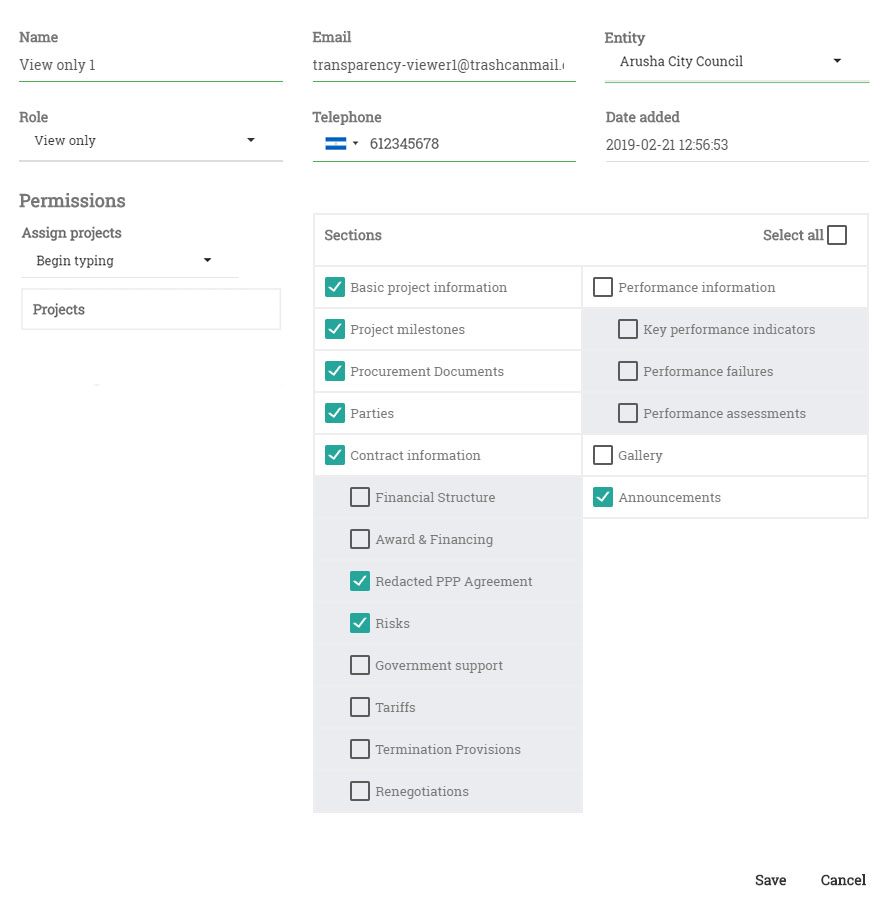 Name
View only 1
Email
transparency-viewer1@trashcanmail.
Entity
Arusha City Council
Role
View only
Telephone
612345678
Date added
2019-02-21 12:56:53
Permissions
Assign projects
Begin typing
Projects
Sections
Select all
Basic project information
Project milestones
Procurement Documents
Parties
Contract information
Financial Structure
Award & Financing
Redacted PPP Agreement
Risks
Government support
Tariffs
Termination Provisions
Renegotiations
Performance information
Key performance indicators
Performance failures
Performance assessments
Gallery
Announcements
Save
Cancel